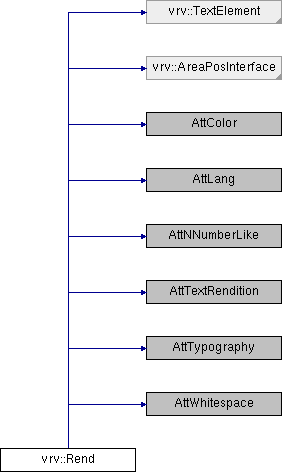 vrv::TextElement
vrv::AreaPosInterface
AttColor
AttLang
AttNNumberLike
AttTextRendition
AttTypography
AttWhitespace
vrv::Rend